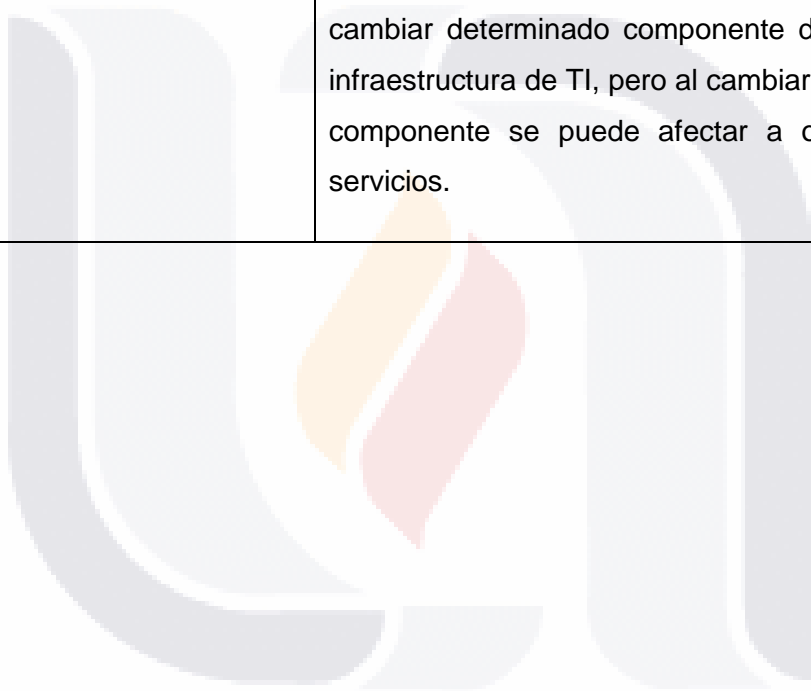 cambiar determinado componente
infraestructura de TI, pero al cambiar
componente se puede afectar a
servicios.